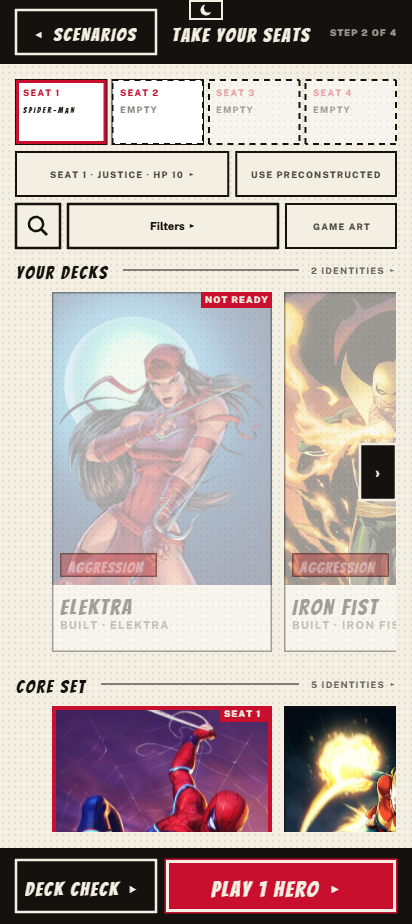 ◂ SCENARIOS
TAKE YOUR SEATS
STEP 2 OF 4
SEAT 1
SPIDER-MAN
SEAT 2
EMPTY
SEAT 3
EMPTY
SEAT 4
EMPTY
SEAT 1 · JUSTICE · HP 10 ▸
USE PRECONSTRUCTED
Filters ▸
GAME ART
YOUR DECKS
2 IDENTITIES ▸
NOT READY
AGGRESSION
ELEKTRA
BUILT · ELEKTRA
›
AGGRESSION
IRON FIST
BUILT · IRON FIS
CORE SET
5 IDENTITIES ▸
SEAT 1
DECK CHECK ▸
PLAY 1 HERO ▸